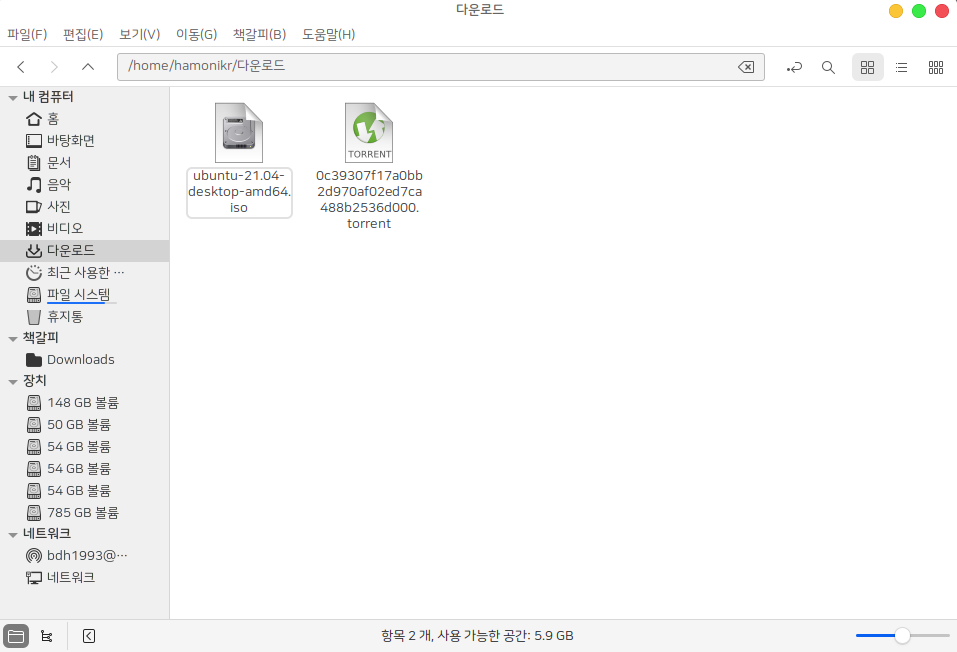 다운로드
파일(F) 편집(E) 보기(V) 이동(G) 책갈피(B) 도움말(H)
/home/hamonikr/다운로드
내 컴퓨터
홈
바탕화면
문서
음악
사진
비디오
다운로드
최근 사용한 …
파일 시스템
휴지통
책갈피
Downloads
장치
148 GB 볼륨
50 GB 볼륨
54 GB 볼륨
54 GB 볼륨
54 GB 볼륨
785 GB 볼륨
네트워크
bdh1993@…
네트워크
ubuntu-21.04-
desktop-amd64.
iso
TORRENT
0c39307f17a0bb
2d970af02ed7ca
488b2536d000.
torrent
항목 2 개, 사용 가능한 공간: 5.9 GB